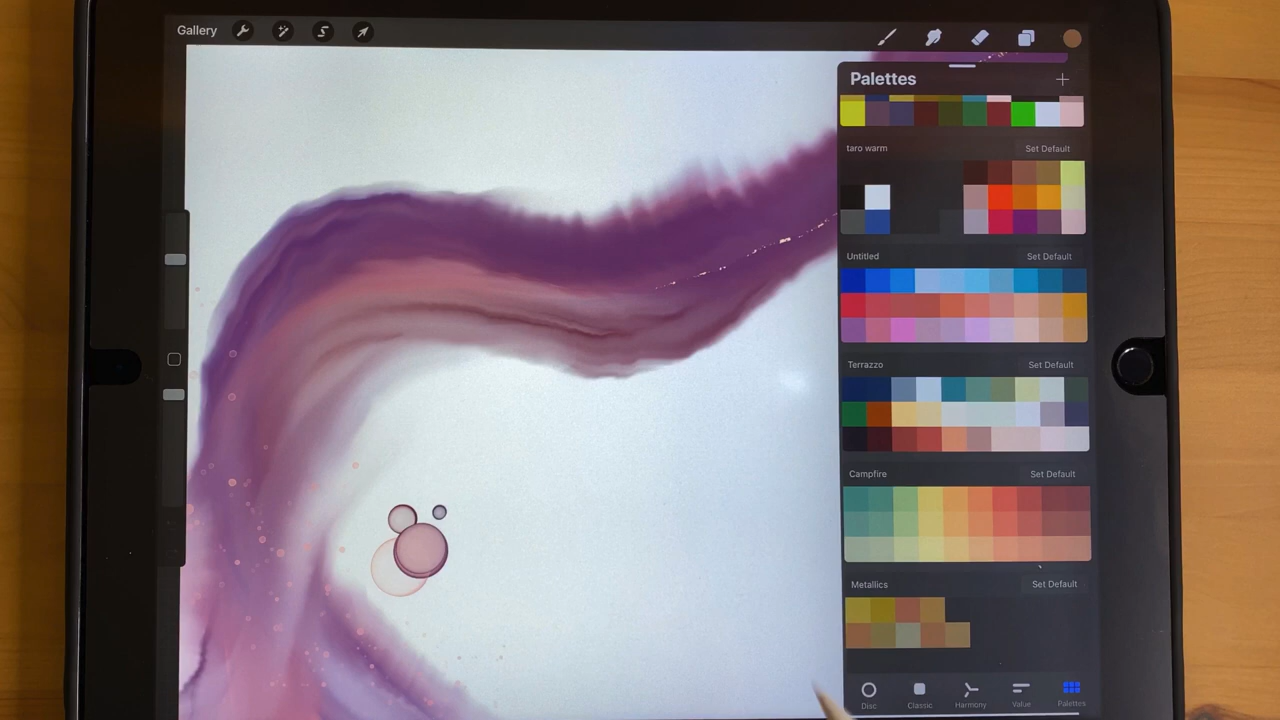 Gallery
Palettes
taro warm Set Default
Untitled Set Default
Terrazzo Set Default
Campfire Set Default
Metallics Set Default
Disc Classic Harmony Value Palettes